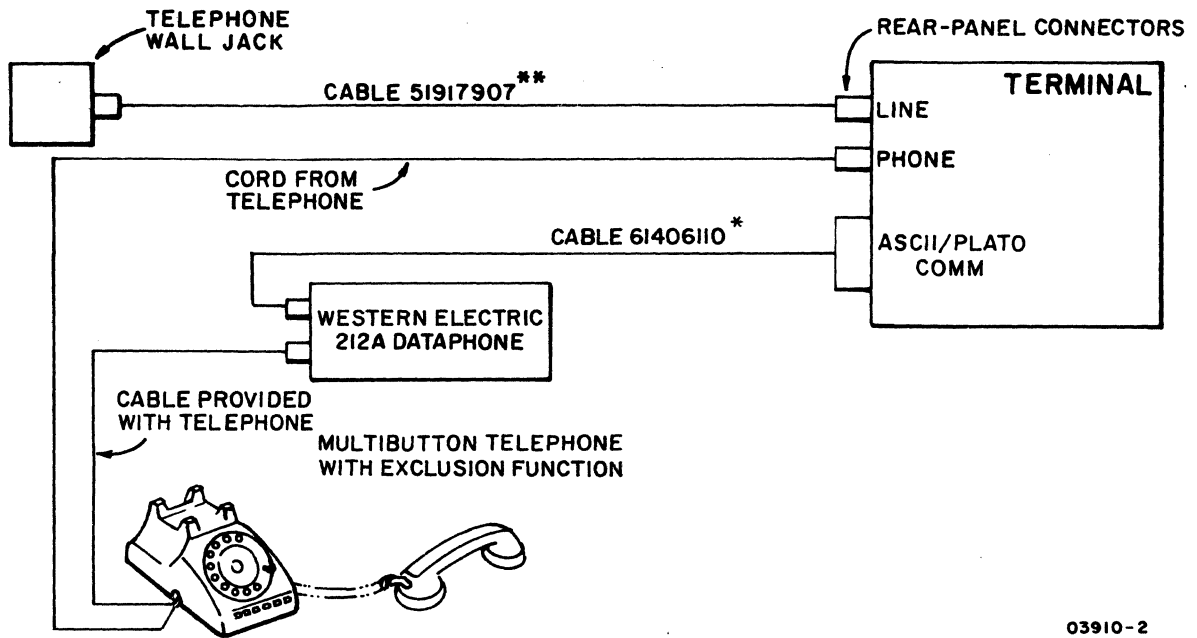 TELEPHONE
WALL JACK
REAR-PANEL CONNECTORS
TERMINAL
CABLE 51917907**
LINE
PHONE
CORD FROM
TELEPHONE
CABLE 61406110*
ASCII/PLATO
COMM
WESTERN ELECTRIC
212A DATAPHONE
CABLE PROVIDED
WITH TELEPHONE
MULTIBUTTON TELEPHONE
WITH EXCLUSION FUNCTION
03910-2